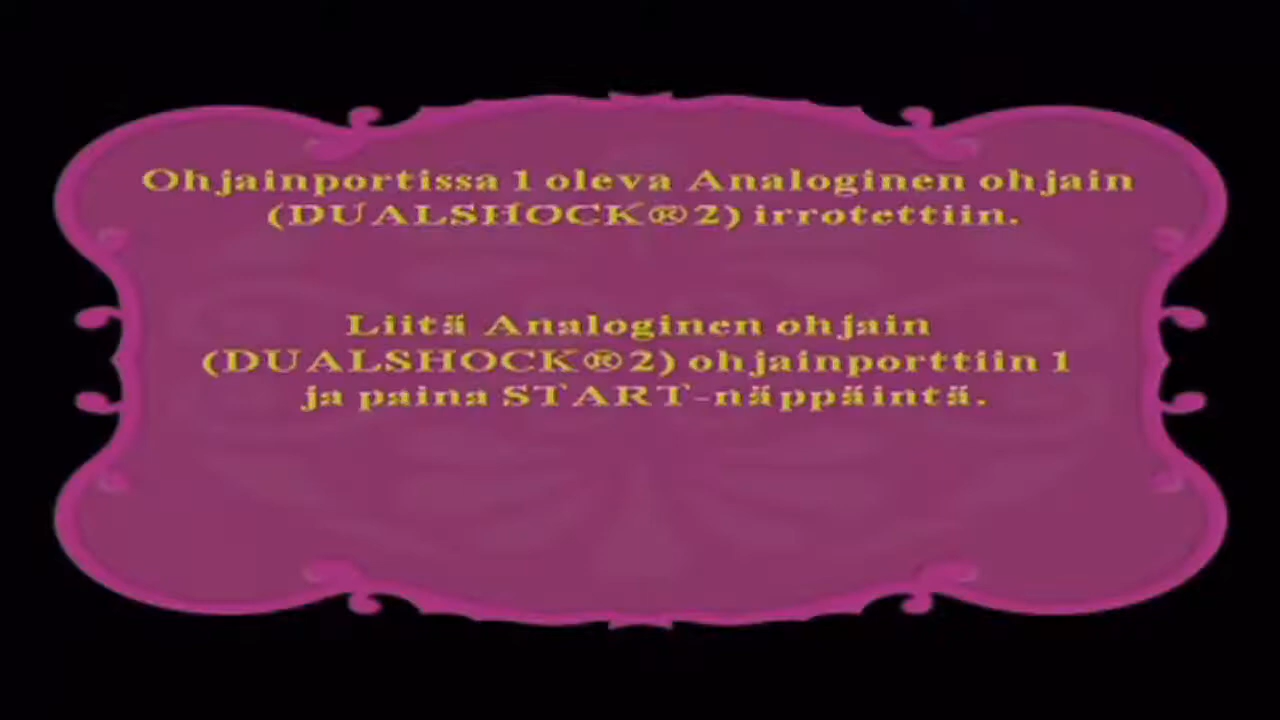 Ohjainportissa 1 oleva Analoginen ohjain
(DUALSHOCK®2) irrotettiin.
Liitä Analoginen ohjain
(DUALSHOCK®2) ohjainporttiin 1
ja paina START-näppäintä.